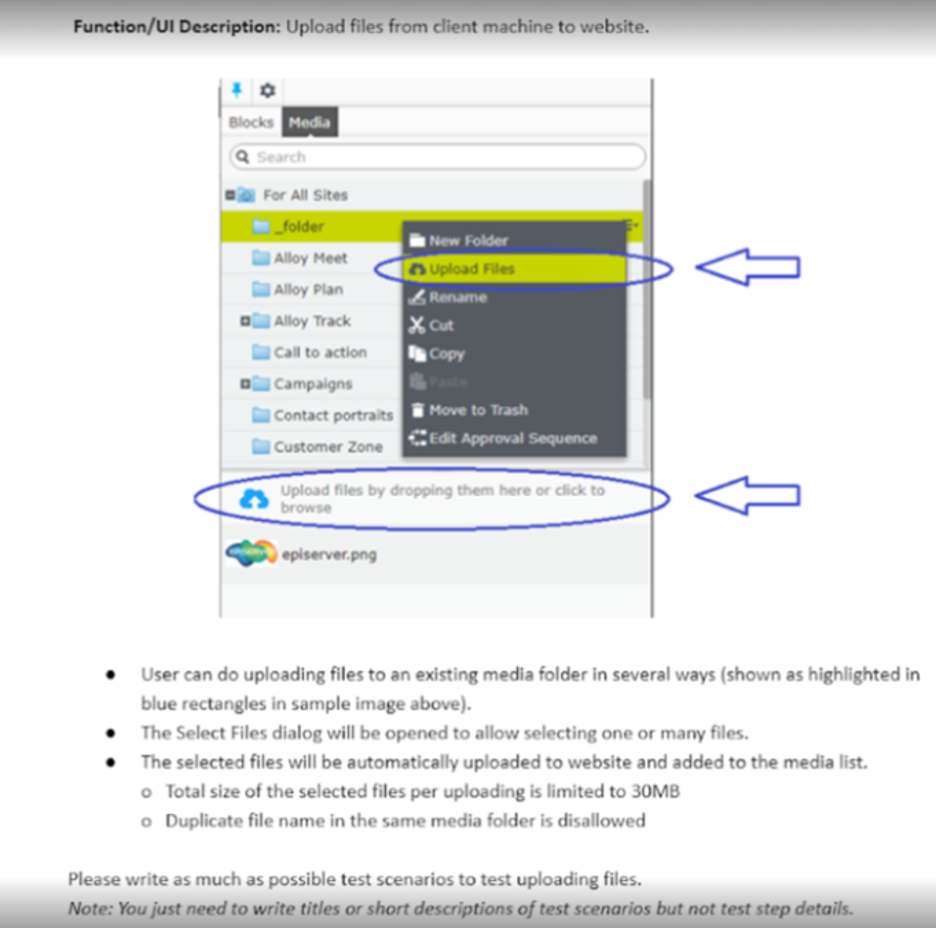 Function/UI Description: Upload files from client machine to website.
Blocks Media
Search
For All Sites
_folder
New Folder
Alloy Meet
Upload Files
Alloy Plan
Rename
Alloy Track
Cut
Call to action
Copy
Campaigns
Paste
Contact portraits
Move to Trash
Customer Zone
Edit Approval Sequence
Upload files by dropping them here or click to
browse
episerver.png
● User can do uploading files to an existing media folder in several ways (shown as highlighted in
blue rectangles in sample image above).
● The Select Files dialog will be opened to allow selecting one or many files.
● The selected files will be automatically uploaded to website and added to the media list.
o Total size of the selected files per uploading is limited to 30MB
o Duplicate file name in the same media folder is disallowed
Please write as much as possible test scenarios to test uploading files.
Note: You just need to write titles or short descriptions of test scenarios but not test step details.